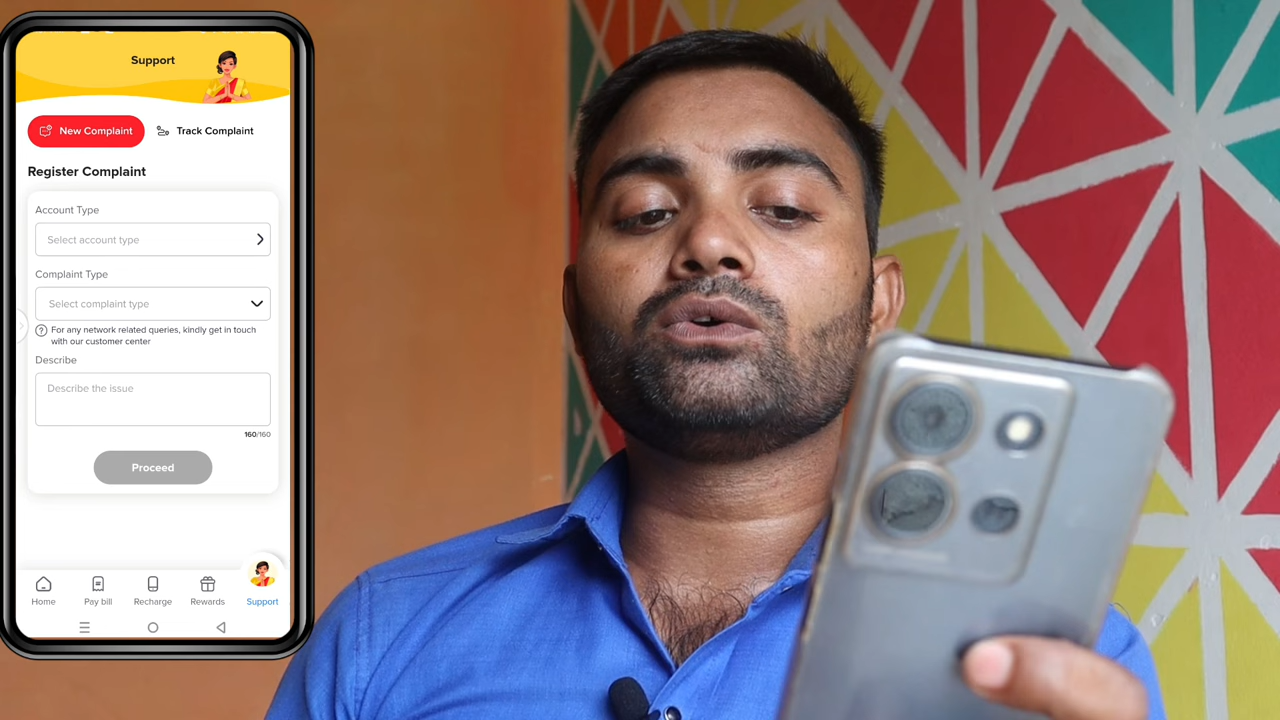 Support
New Complaint
Track Complaint
Register Complaint
Account Type
Select account type
Complaint Type
Select complaint type
For any network related queries, kindly get in touch
with our customer center
Describe
Describe the issue
160/160
Proceed
Home
Pay bill
Recharge
Rewards
Support